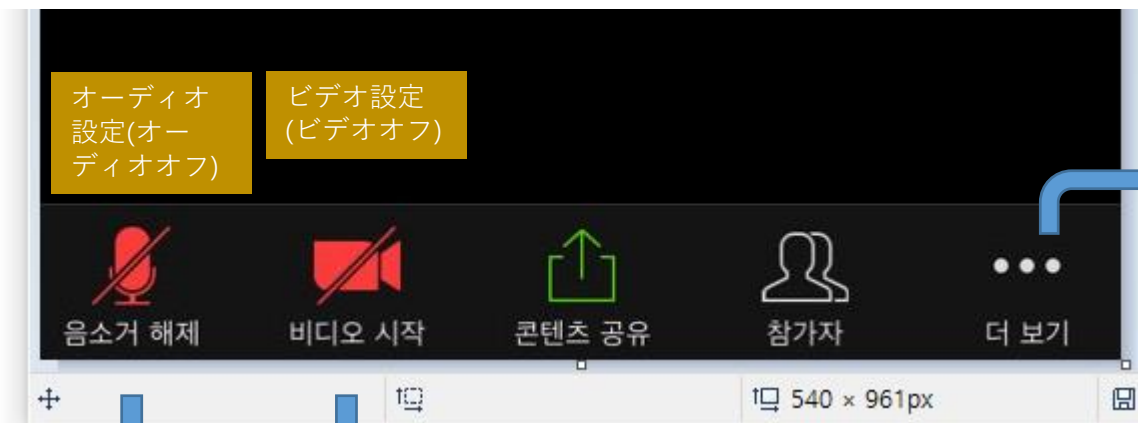 オーディオ
設定(オー
ディオオフ)
ビデオ設定
(ビデオオフ)
음소거 해제
비디오 시작
콘텐츠 공유
참가자
더 보기
540 × 961px